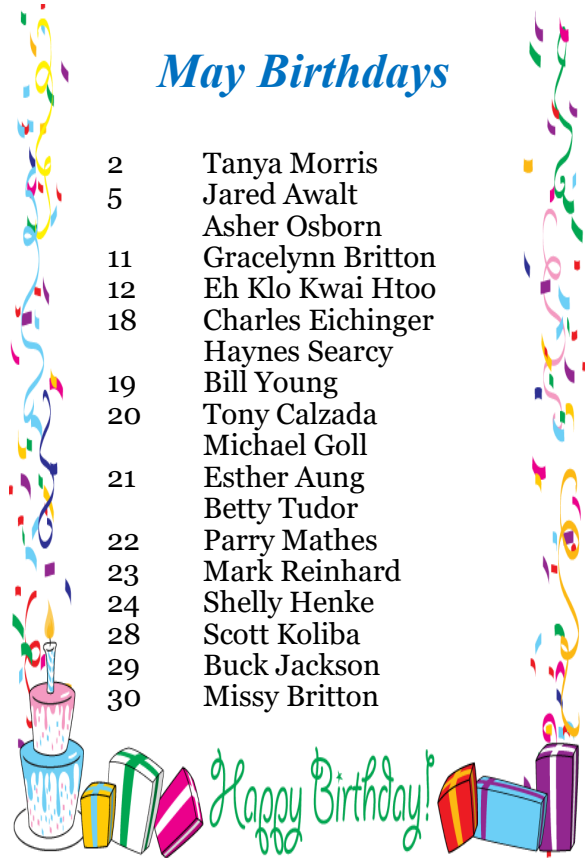 May Birthdays
2 Tanya Morris
5 Jared Awalt
Asher Osborn
11 Gracelynn Britton
12 Eh Klo Kwai Htoo
18 Charles Eichinger
Haynes Searcy
19 Bill Young
20 Tony Calzada
Michael Goll
21 Esther Aung
Betty Tudor
22 Parry Mathes
23 Mark Reinhard
24 Shelly Henke
28 Scott Koliba
29 Buck Jackson
30 Missy Britton
Happy Birthday!